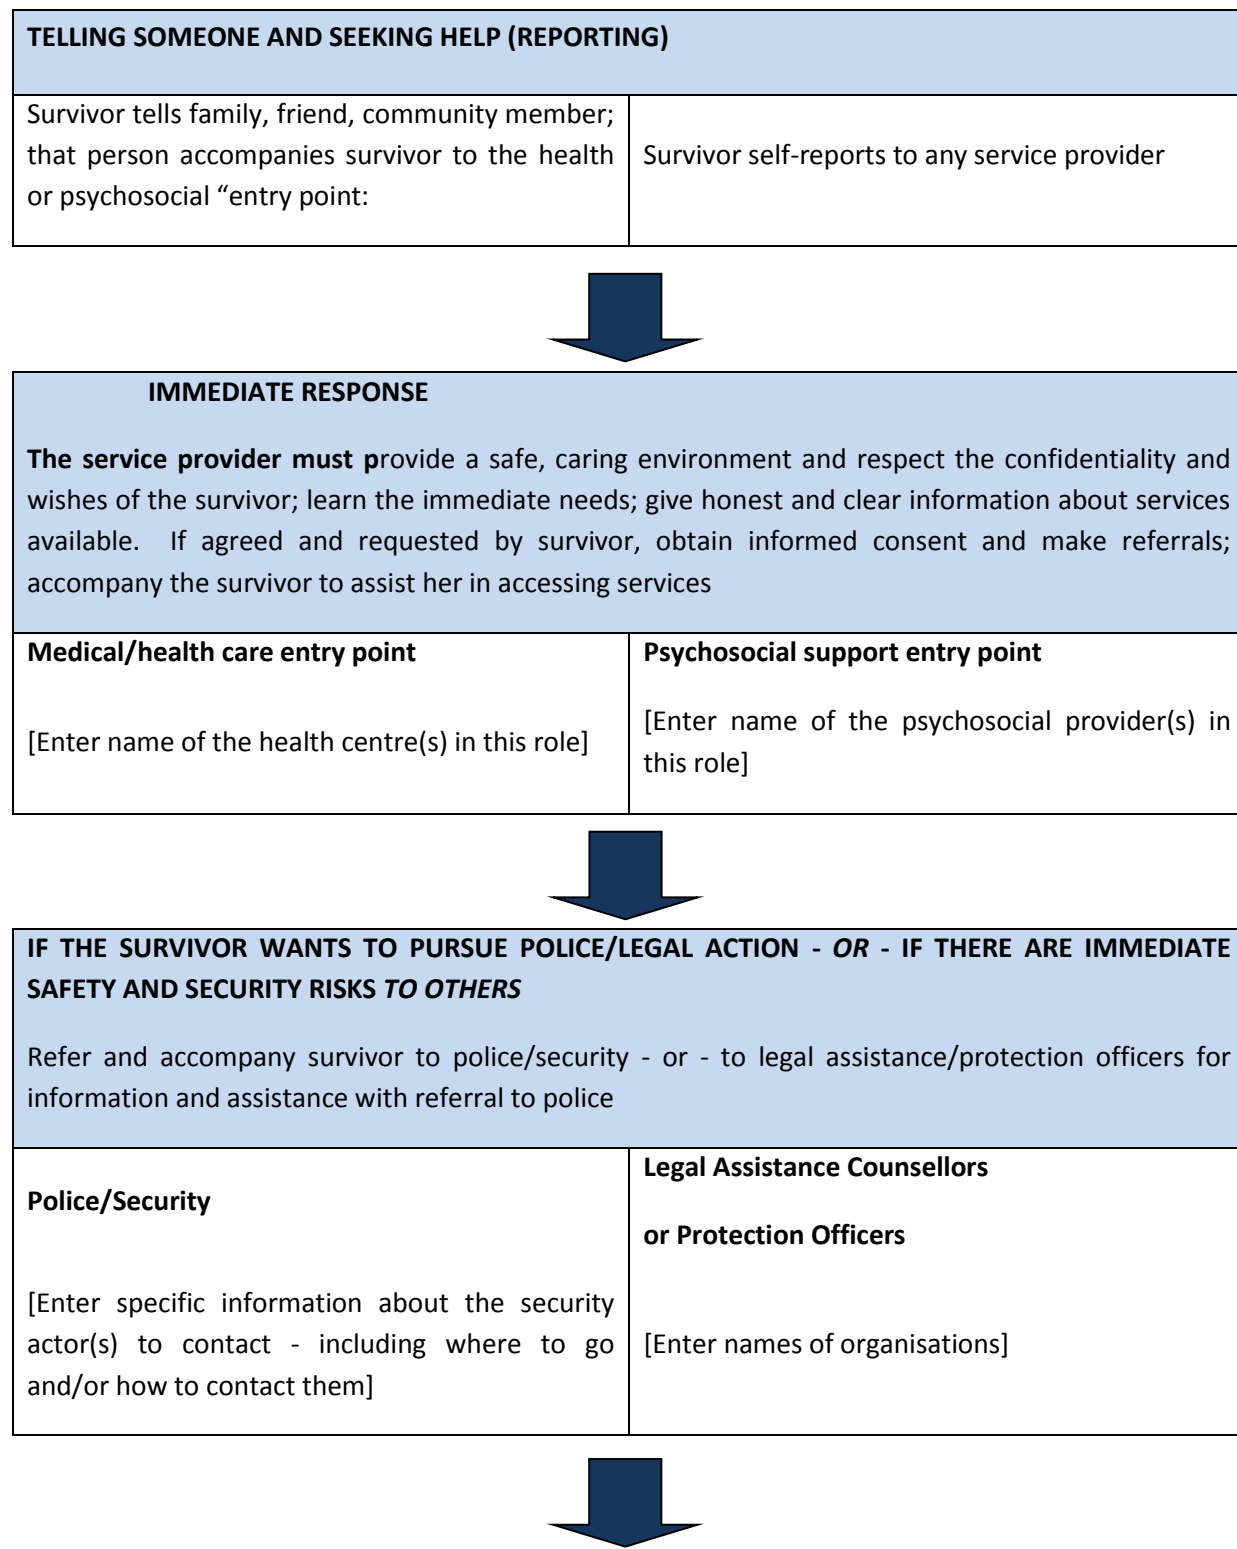 TELLING SOMEONE AND SEEKING HELP (REPORTING)
Survivor tells family, friend, community member;
that person accompanies survivor to the health
or psychosocial “entry point:
Survivor self-reports to any service provider
IMMEDIATE RESPONSE
The service provider must provide a safe, caring environment and respect the confidentiality and
wishes of the survivor; learn the immediate needs; give honest and clear information about services
available. If agreed and requested by survivor, obtain informed consent and make referrals;
accompany the survivor to assist her in accessing services
Medical/health care entry point
[Enter name of the health centre(s) in this role]
Psychosocial support entry point
[Enter name of the psychosocial provider(s) in
this role]
IF THE SURVIVOR WANTS TO PURSUE POLICE/LEGAL ACTION - OR - IF THERE ARE IMMEDIATE
SAFETY AND SECURITY RISKS TO OTHERS
Refer and accompany survivor to police/security - or - to legal assistance/protection officers for
information and assistance with referral to police
Police/Security
[Enter specific information about the security
actor(s) to contact - including where to go
and/or how to contact them]
Legal Assistance Counsellors
or Protection Officers
[Enter names of organisations]